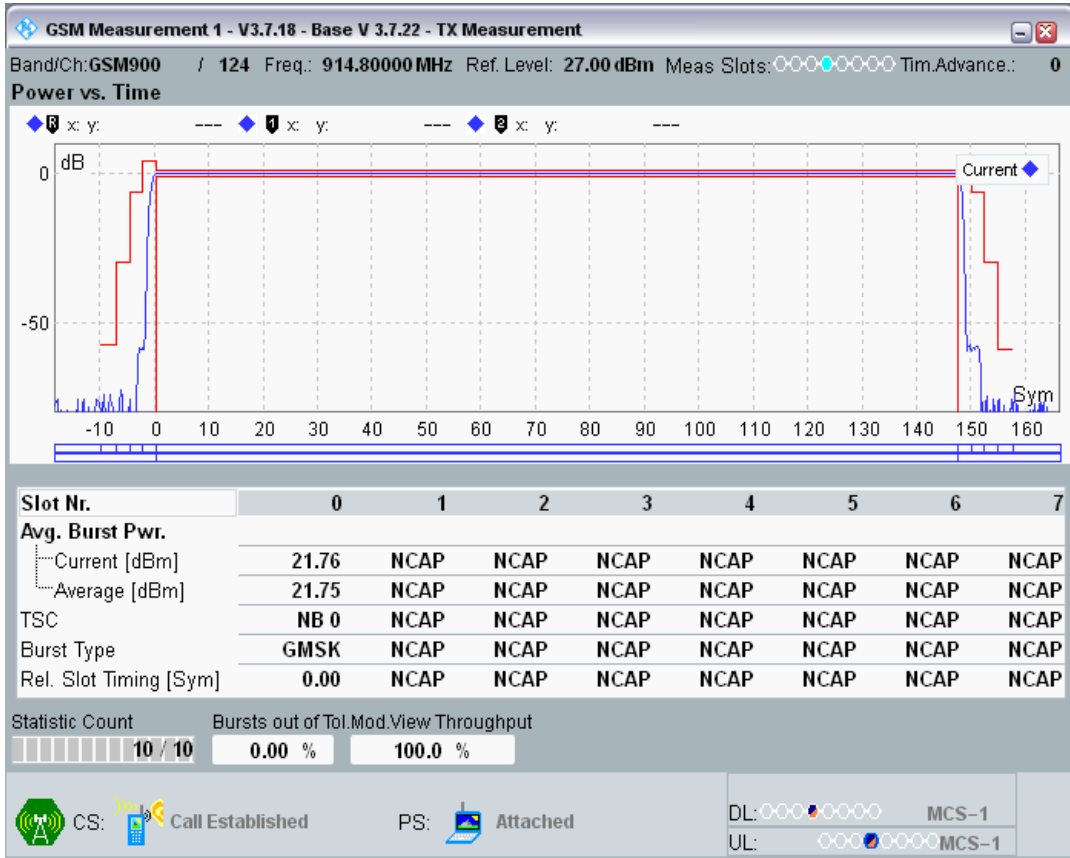 GSM Measurement 1 - V3.7.18 - Base V 3.7.22 - TX Measurement
Band/Ch:GSM900 / 124 Freq.: 914.80000 MHz Ref. Level: 27.00 dBm Meas Slots: Tim.Advance.: 0
Power vs. Time
R x: y: --- 1 x: y: --- 2 x: y: ---
dB
0
Current
-50
Sym
-10 0 10 20 30 40 50 60 70 80 90 100 110 120 130 140 150 160
Slot Nr. 0 1 2 3 4 5 6 7
Avg. Burst Pwr.
Current [dBm] 21.76 NCAP NCAP NCAP NCAP NCAP NCAP NCAP
Average [dBm] 21.75 NCAP NCAP NCAP NCAP NCAP NCAP NCAP
TSC NB 0 NCAP NCAP NCAP NCAP NCAP NCAP NCAP
Burst Type GMSK NCAP NCAP NCAP NCAP NCAP NCAP NCAP
Rel. Slot Timing [Sym] 0.00 NCAP NCAP NCAP NCAP NCAP NCAP NCAP
Statistic Count Bursts out of Tol. Mod.View Throughput
10 / 10 0.00 % 100.0 %
CS: Call Established PS: Attached
DL: MCS-1
UL: MCS-1